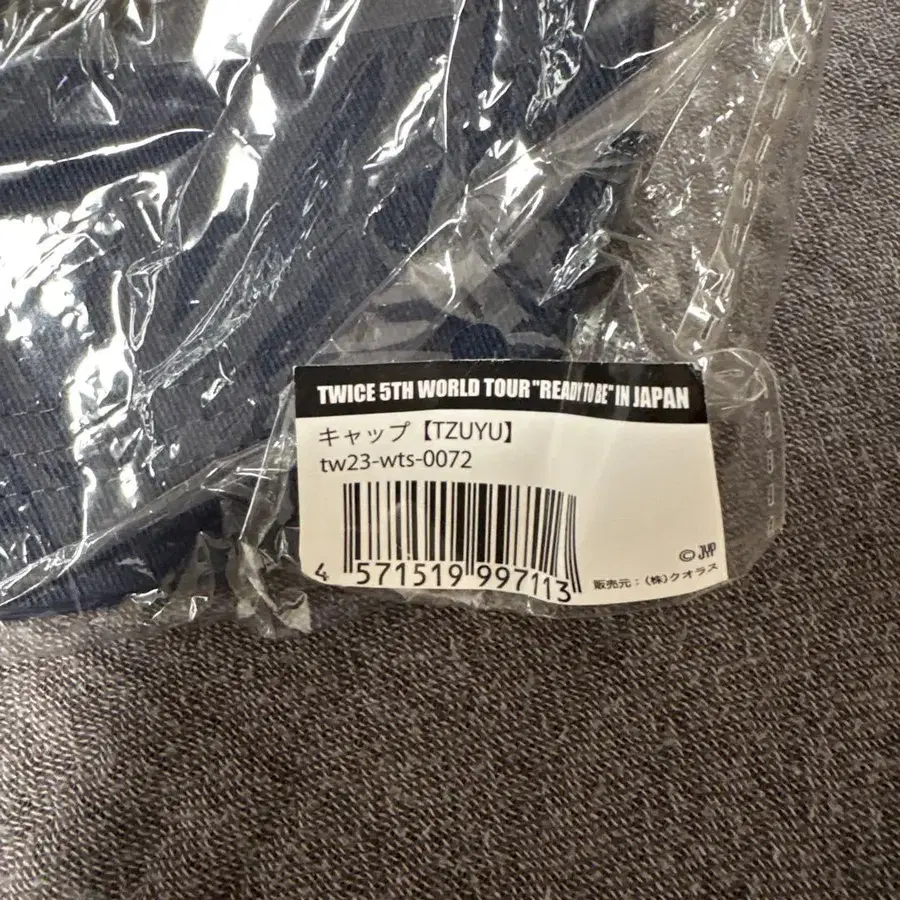 TWICE 5TH WORLD TOUR "READY TO BE" IN JAPAN
キャップ【TZUYU】
tw23-wts-0072
4 571519 997113
© JYP
販売元：(株)クオラス